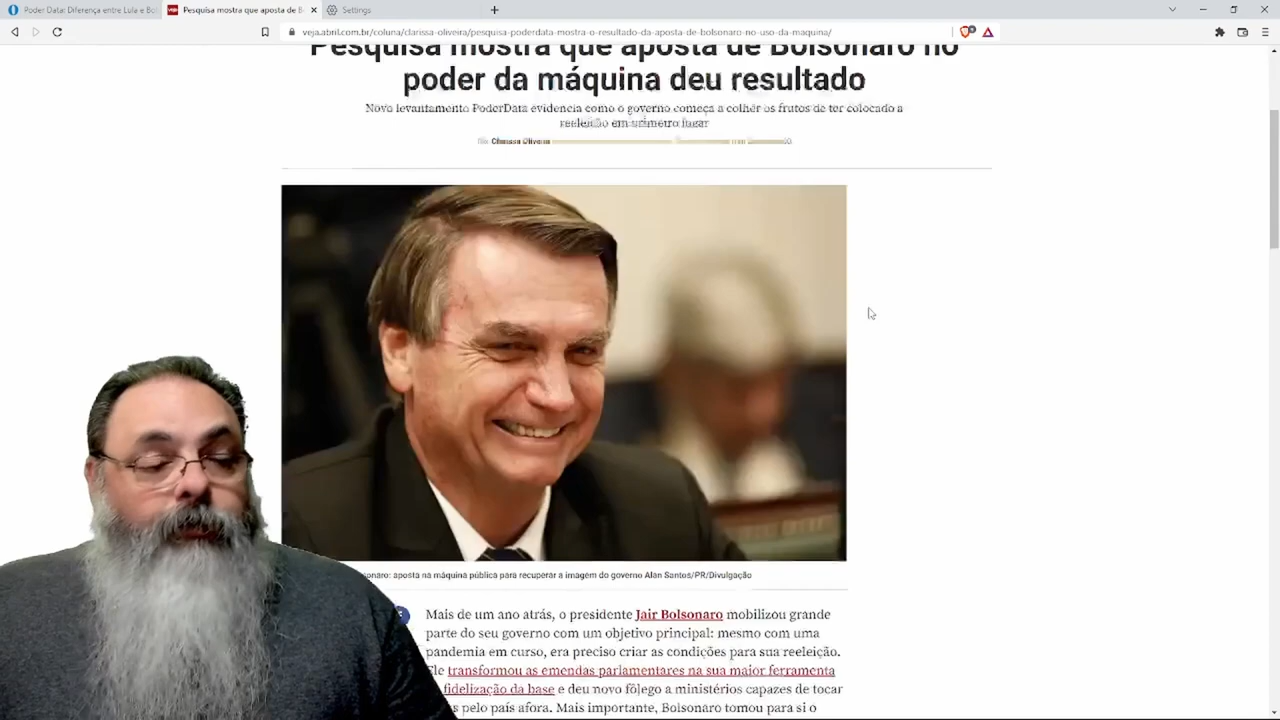 Poder Data: Diferença entre Lula e Bo
veja
Pesquisa mostra que aposta de B
Settings
veja.abril.com.br/coluna/clarissa-oliveira/pesquisa-poderdata-mostra-o-resultado-da-aposta-de-bolsonaro-no-uso-da-maquina/
Pesquisa mostra que aposta de Bolsonaro no
poder da máquina deu resultado
Novo levantamento PoderData evidencia como o governo começa a colher os frutos de ter colocado a
reeleição em primeiro lugar
Clarissa Oliveira
sonaro: aposta na máquina pública para recuperar a imagem do governo Alan Santos/PR/Divulgação
Mais de um ano atrás, o presidente Jair Bolsonaro mobilizou grande
parte do seu governo com um objetivo principal: mesmo com uma
pandemia em curso, era preciso criar as condições para sua reeleição.
Ele transformou as emendas parlamentares na sua maior ferramenta
fidelização da base e deu novo fôlego a ministérios capazes de tocar
s pelo país afora. Mais importante, Bolsonaro tomou para si o